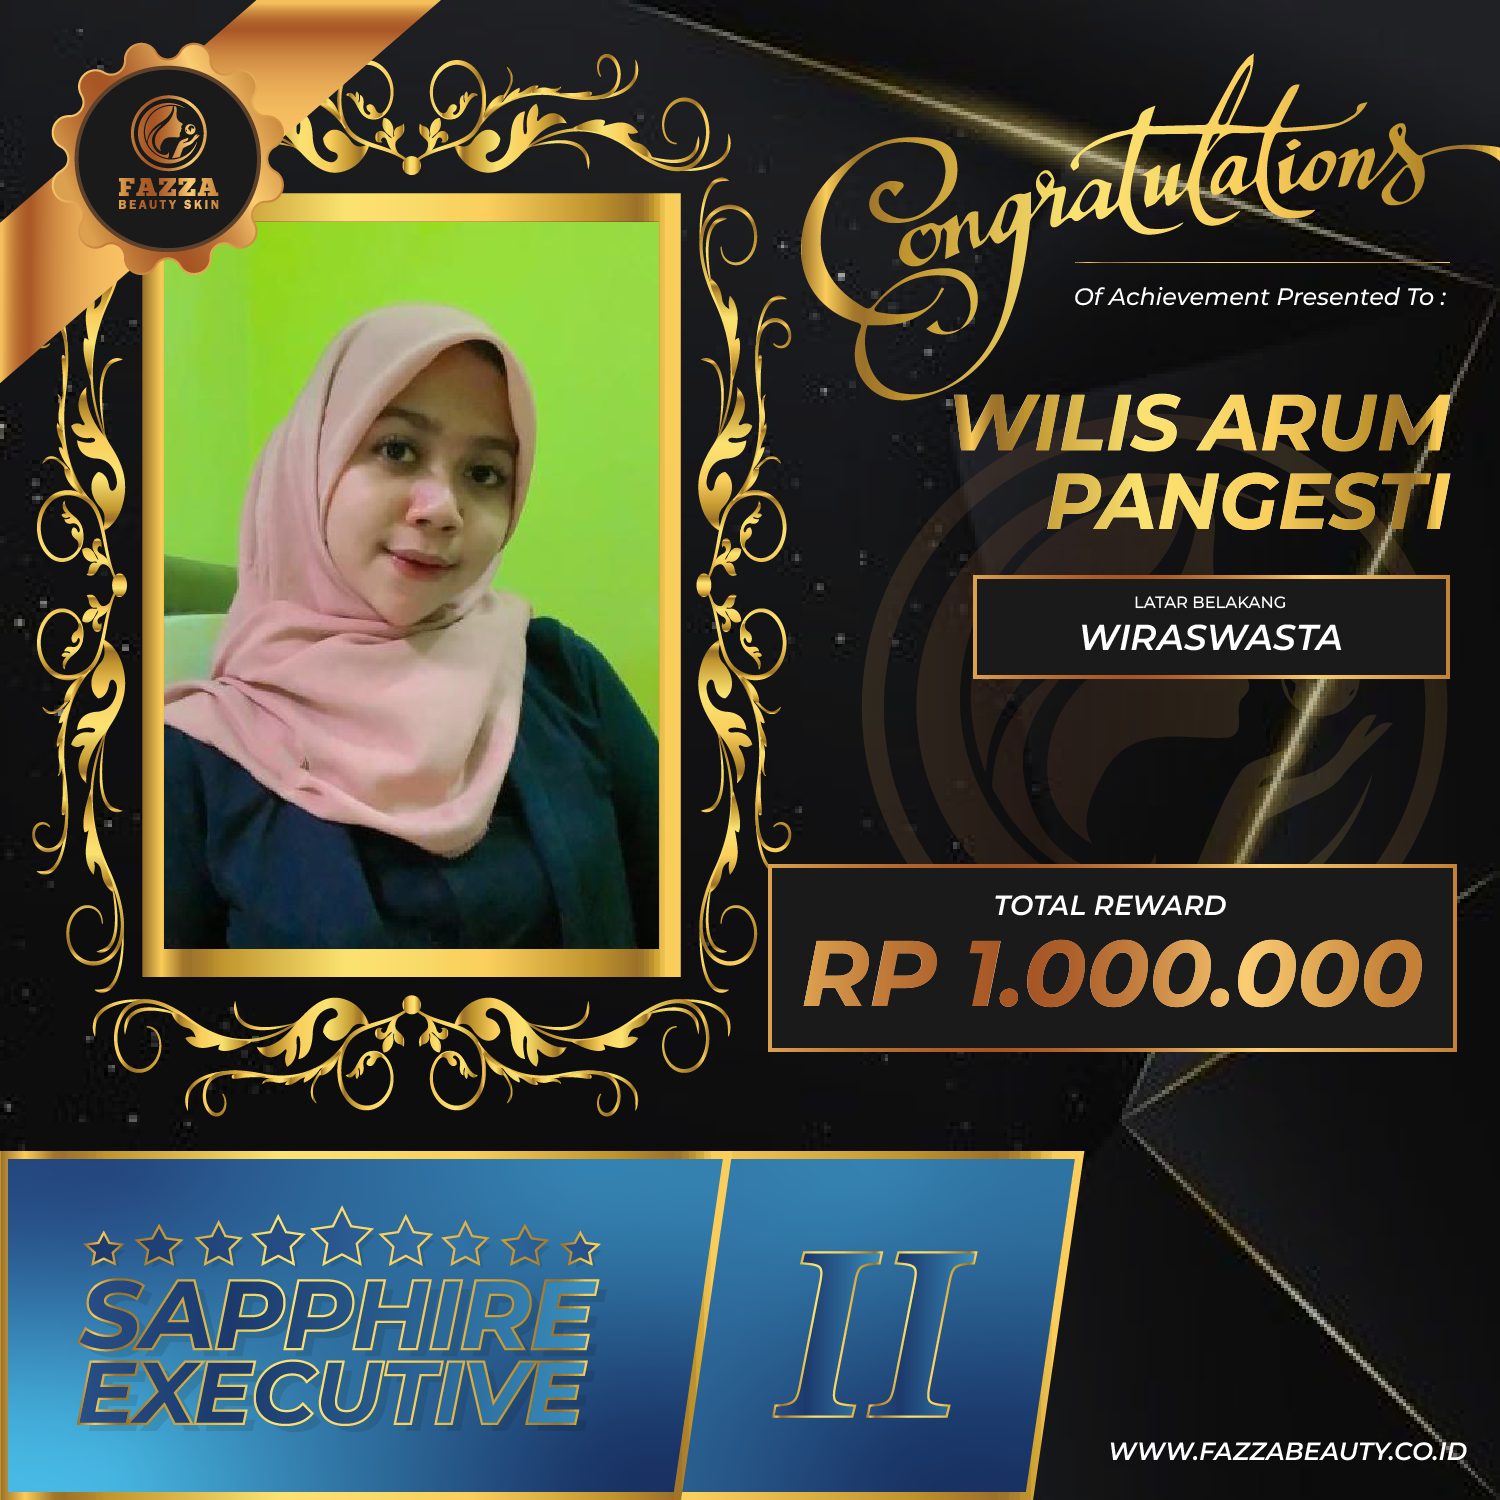 FAZZA
BEAUTY SKIN
Congratulations
Of Achievement Presented To :
WILIS ARUM
PANGESTI
LATAR BELAKANG
WIRASWASTA
TOTAL REWARD
RP 1.000.000
SAPPHIRE
EXECUTIVE
II
WWW.FAZZABEAUTY.CO.ID